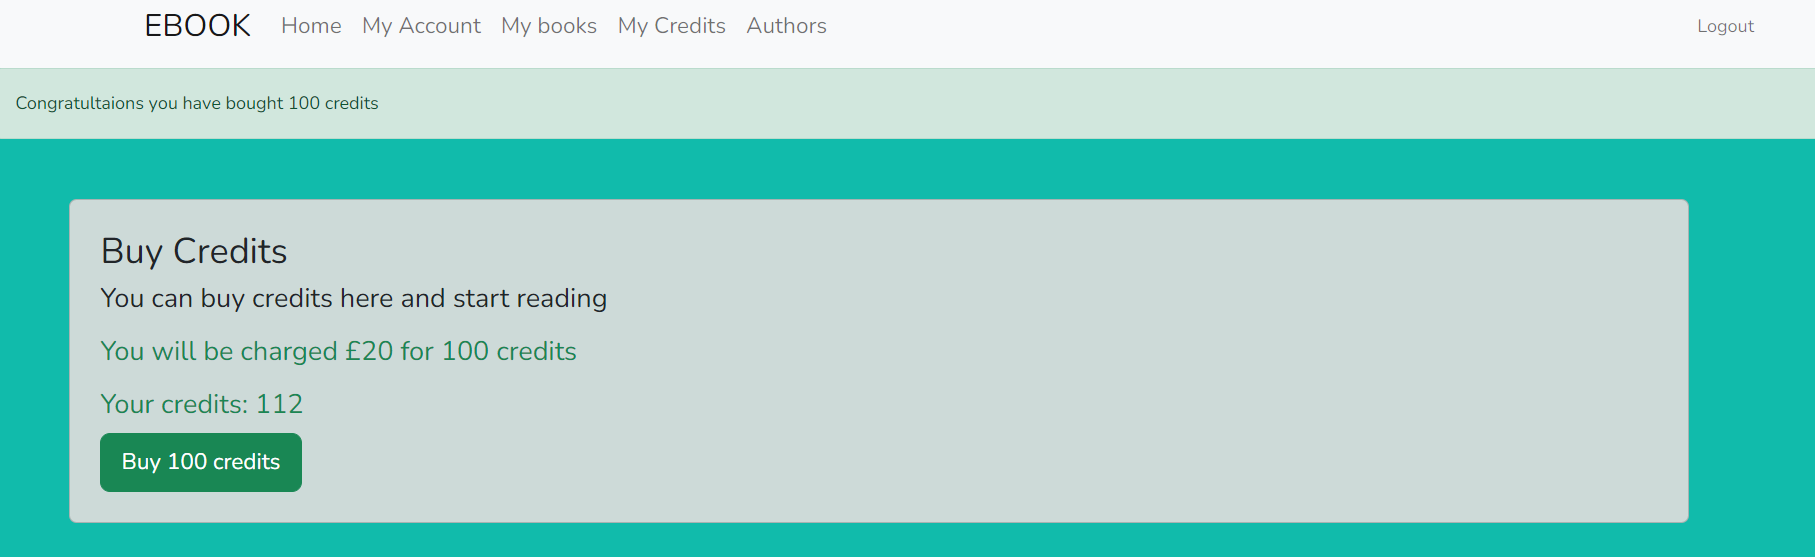 EBOOK Home My Account My books My Credits Authors Logout
Congratultaions you have bought 100 credits
Buy Credits
You can buy credits here and start reading
You will be charged £20 for 100 credits
Your credits: 112
Buy 100 credits